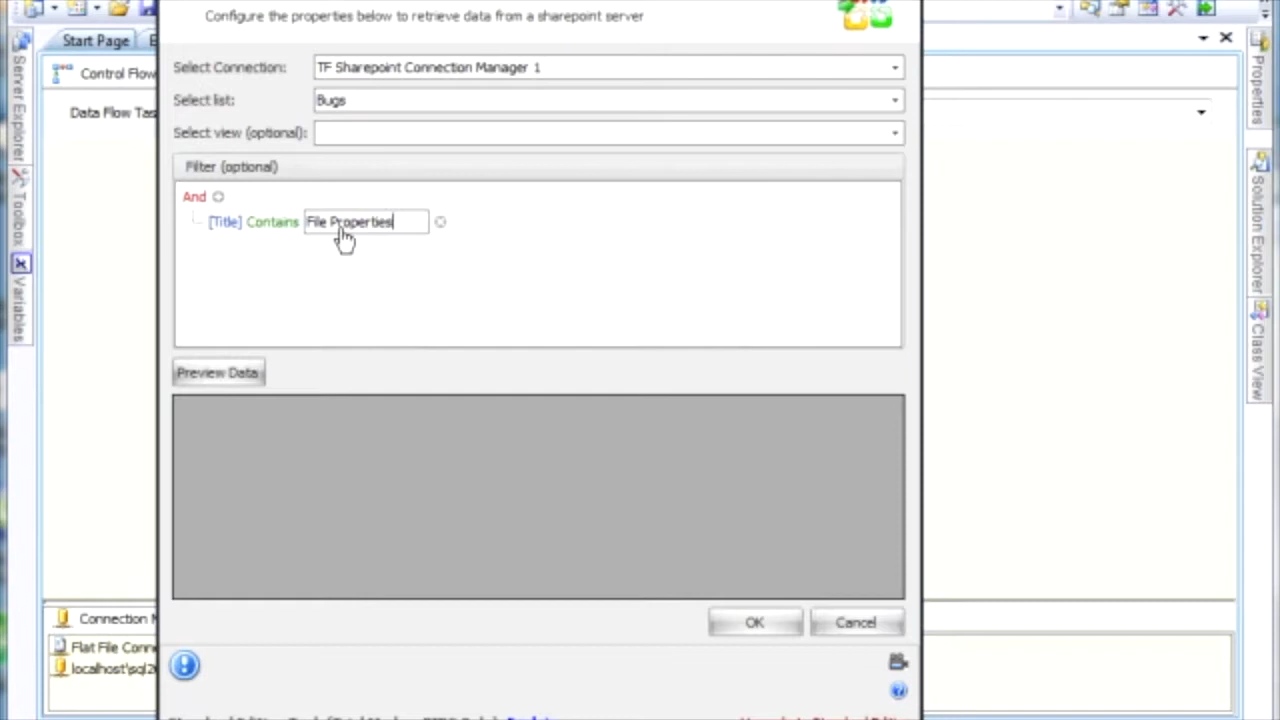 Configure the properties below to retrieve data from a sharepoint server
Start Page
Control Flow
Data Flow Tas
Select Connection: TF Sharepoint Connection Manager 1
Select list: Bugs
Select view (optional):
Filter (optional)
And
[Title] Contains File Properties
Preview Data
OK Cancel
Connection M
Flat File Conn
localhost\sql2
Server Explorer
Toolbox
Variables
Properties
Solution Explorer
Class View